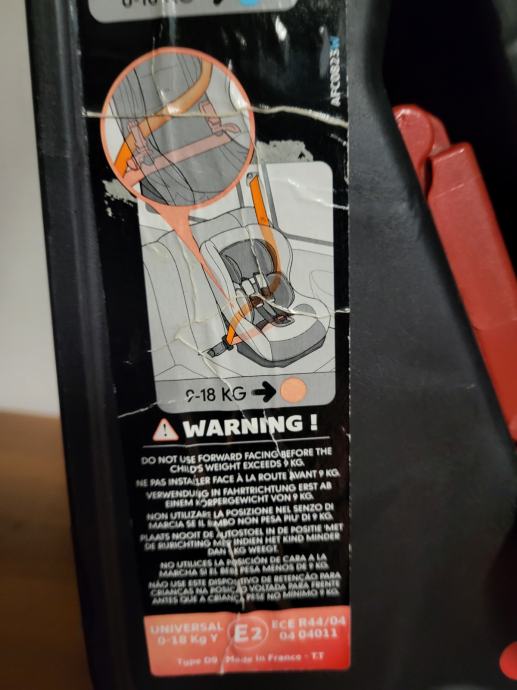 0-10 KG
AFC0823W
9-18 KG
WARNING !
DO NOT USE FORWARD FACING BEFORE THE
CHILD'S WEIGHT EXCEEDS 9 KG.
NE PAS INSTALLER FACE À LA ROUTE AVANT 9 KG.
VERWENDUNG IN FAHRTRICHTUNG ERST AB
EINEM KÖRPERGEWICHT VON 9 KG.
NON UTILIZZARE LA POSIZIONE NEL SENSO DI
MARCIA SE IL BIMBO NON PESA PIU' DI 9 KG.
PLAATS NOOIT DE AUTOSTOEL IN DE POSITIE 'MET
DE RIJRICHTING MEE' INDIEN HET KIND MINDER
DAN 9 KG WEEGT.
NO UTILICES LA POSICIÓN DE CARA A LA
MARCHA SI EL BEBÉ PESA MENOS DE 9 KG.
NÃO USE ESTE DISPOSITIVO DE RETENÇÃO PARA
CRIANÇAS NA POSIÇÃO VOLTADA PARA FRENTE
ANTES QUE A CRIANÇA PESE NO MÍNIMO 9 KG.
UNIVERSAL
0-18 Kg Y
E2
ECE R44/04
04 04011
Type D9 - Made in France - T.T